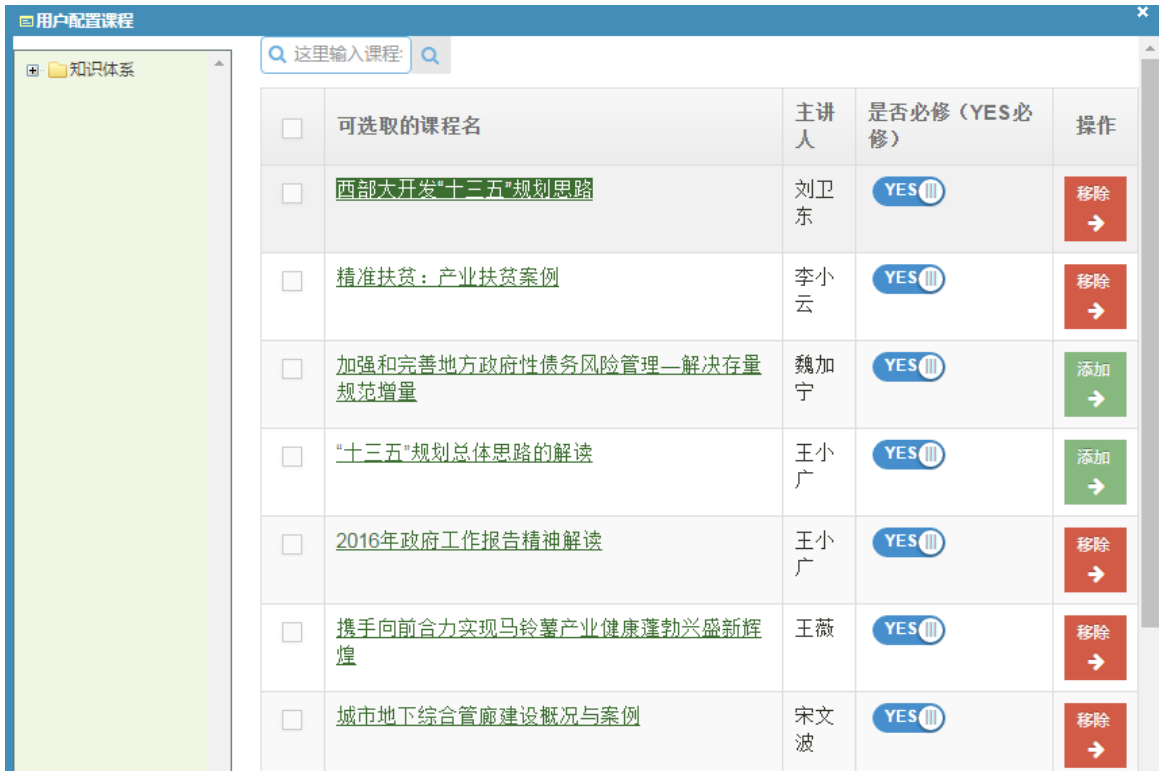 用户配置课程
×
知识体系
这里输入课程
可选取的课程名
主讲
人
是否必修（YES必
修）
操作
西部大开发“十三五”规划思路
刘卫
东
YES
移除
精准扶贫：产业扶贫案例
李小
云
YES
移除
加强和完善地方政府性债务风险管理—解决存量
规范增量
魏加
宁
YES
添加
“十三五”规划总体思路的解读
王小
广
YES
添加
2016年政府工作报告精神解读
王小
广
YES
移除
携手向前合力实现马铃薯产业健康蓬勃兴盛新辉
煌
王薇
YES
移除
城市地下综合管廊建设概况与案例
宋文
波
YES
移除